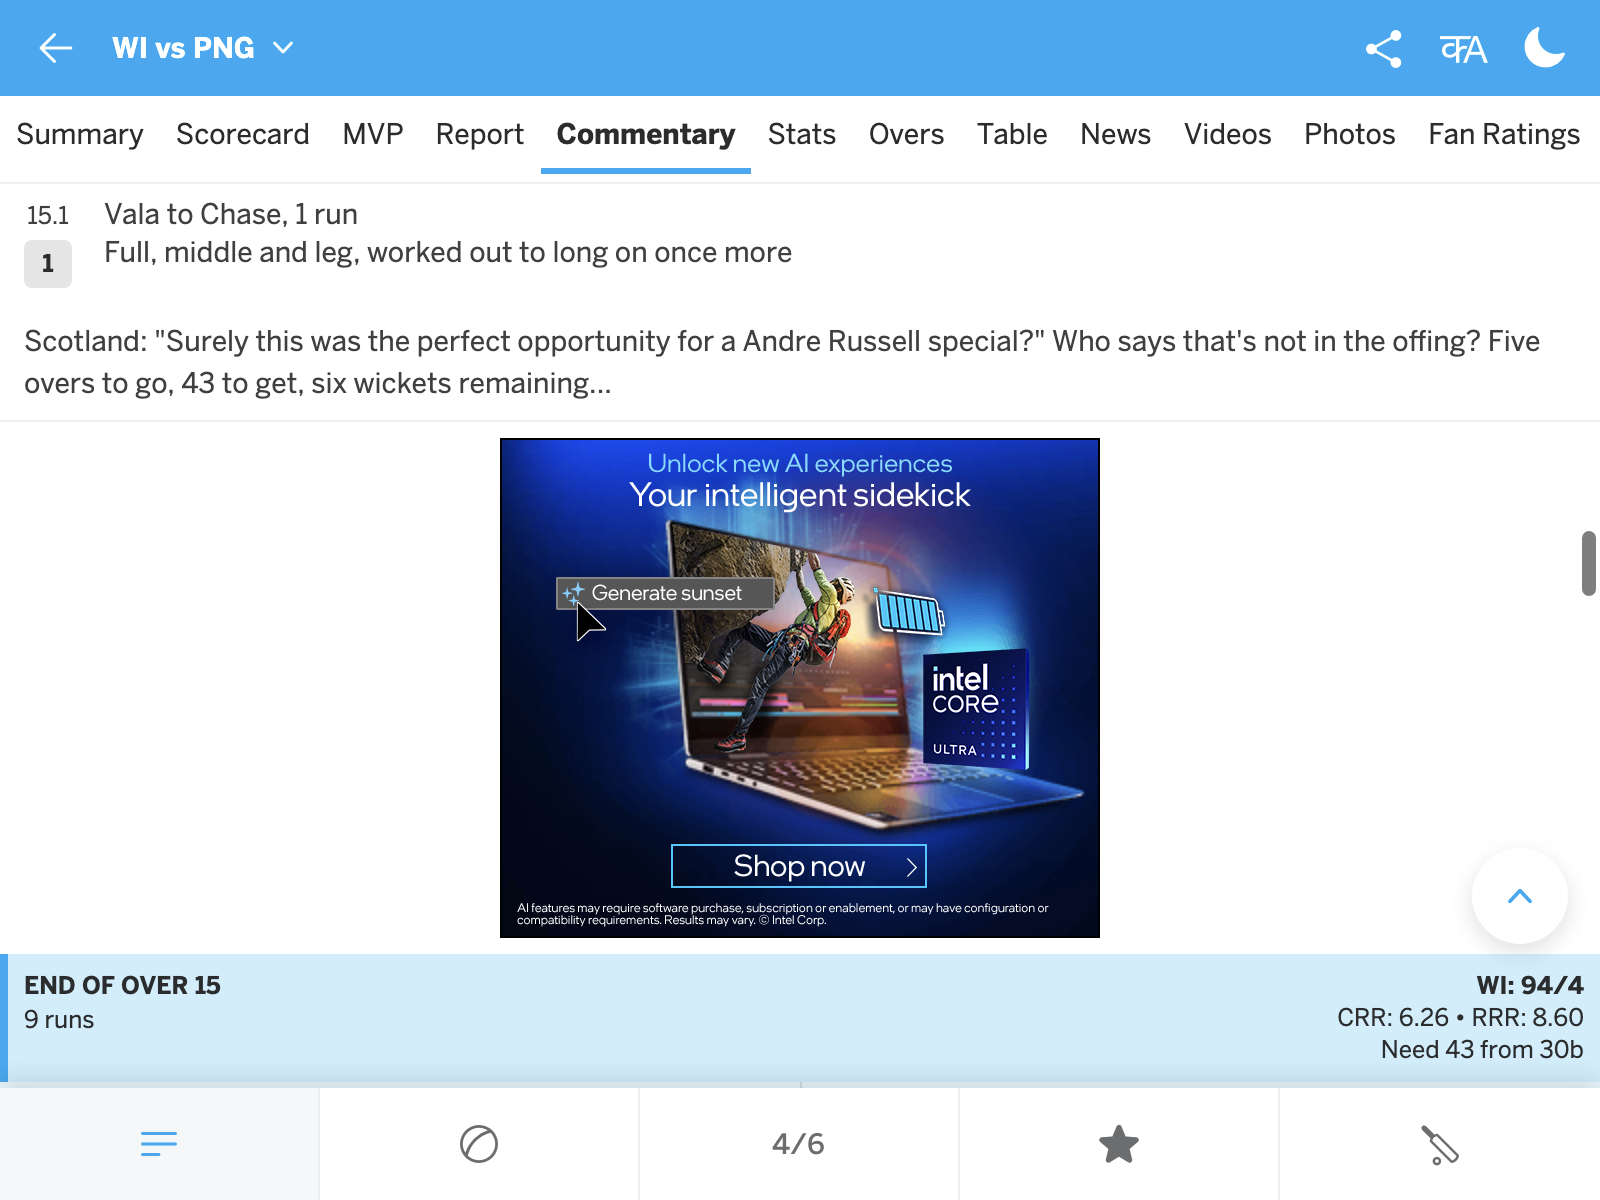 WI vs PNG
Summary Scorecard MVP Report Commentary Stats Overs Table News Videos Photos Fan Ratings
15.1 Vala to Chase, 1 run
1 Full, middle and leg, worked out to long on once more
Scotland: "Surely this was the perfect opportunity for a Andre Russell special?" Who says that's not in the offing? Five
overs to go, 43 to get, six wickets remaining...
Unlock new AI experiences
Your intelligent sidekick
Generate sunset
intel
CORE
ULTRA
Shop now
AI features may require software purchase, subscription or enablement, or may have configuration or
compatibility requirements. Results may vary. © Intel Corp.
END OF OVER 15 WI: 94/4
9 runs CRR: 6.26 • RRR: 8.60
Need 43 from 30b
4/6